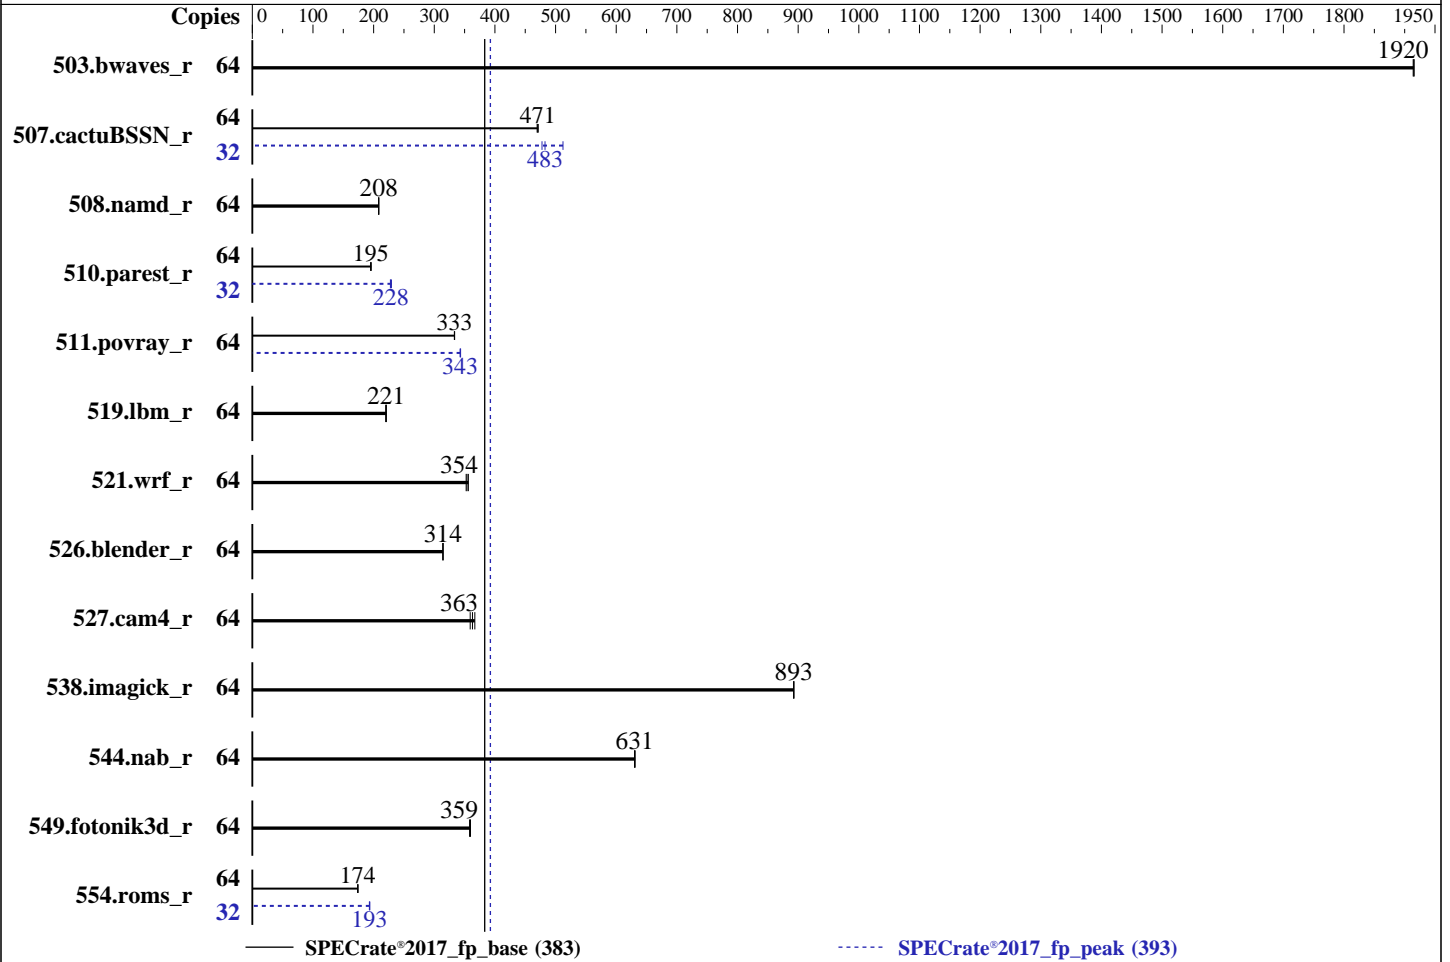 Copies 0 100 200 300 400 500 600 700 800 900 1000 1100 1200 1300 1400 1500 1600 1700 1800 1950
503.bwaves_r 64 1920
507.cactuBSSN_r 64 471
32 483
508.namd_r 64 208
510.parest_r 64 195
32 228
511.povray_r 64 333
343
519.lbm_r 64 221
521.wrf_r 64 354
526.blender_r 64 314
527.cam4_r 64 363
538.imagick_r 64 893
544.nab_r 64 631
549.fotonik3d_r 64 359
554.roms_r 64 174
32 193
SPECrate®2017_fp_base (383) SPECrate®2017_fp_peak (393)